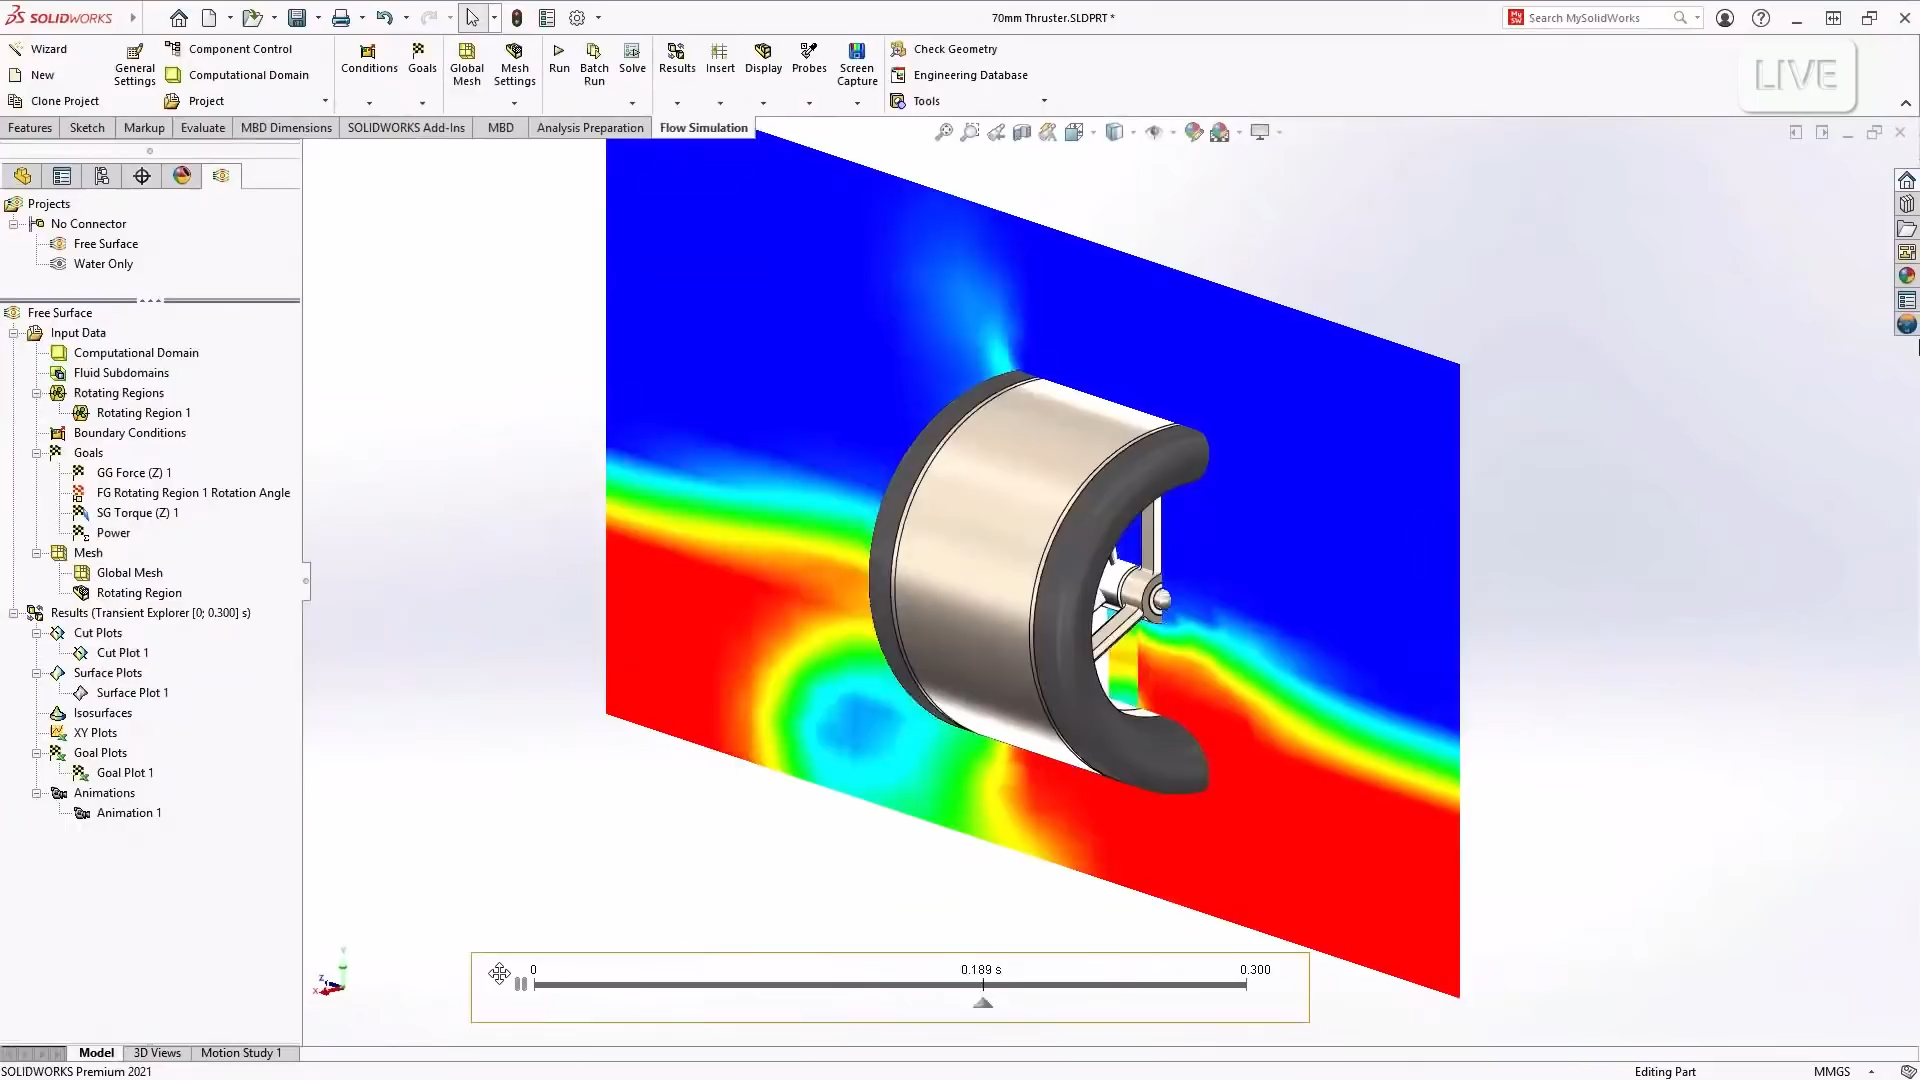 SOLIDWORKS
70mm Thruster.SLDPRT *
Search MySolidWorks
LIVE
Wizard
New
Clone Project
General Settings
Component Control
Computational Domain
Project
Conditions
Goals
Global Mesh
Mesh Settings
Run
Batch Run
Solve
Results
Insert
Display
Probes
Screen Capture
Check Geometry
Engineering Database
Tools
Features
Sketch
Markup
Evaluate
MBD Dimensions
SOLIDWORKS Add-Ins
MBD
Analysis Preparation
Flow Simulation
Projects
No Connector
Free Surface
Water Only
Free Surface
Input Data
Computational Domain
Fluid Subdomains
Rotating Regions
Rotating Region 1
Boundary Conditions
Goals
GG Force (Z) 1
FG Rotating Region 1 Rotation Angle
SG Torque (Z) 1
Power
Mesh
Global Mesh
Rotating Region
Results (Transient Explorer [0; 0.300] s)
Cut Plots
Cut Plot 1
Surface Plots
Surface Plot 1
Isosurfaces
XY Plots
Goal Plots
Goal Plot 1
Animations
Animation 1
Y
Z
X
0
0.189 s
0.300
Model
3D Views
Motion Study 1
SOLIDWORKS Premium 2021
Editing Part
MMGS